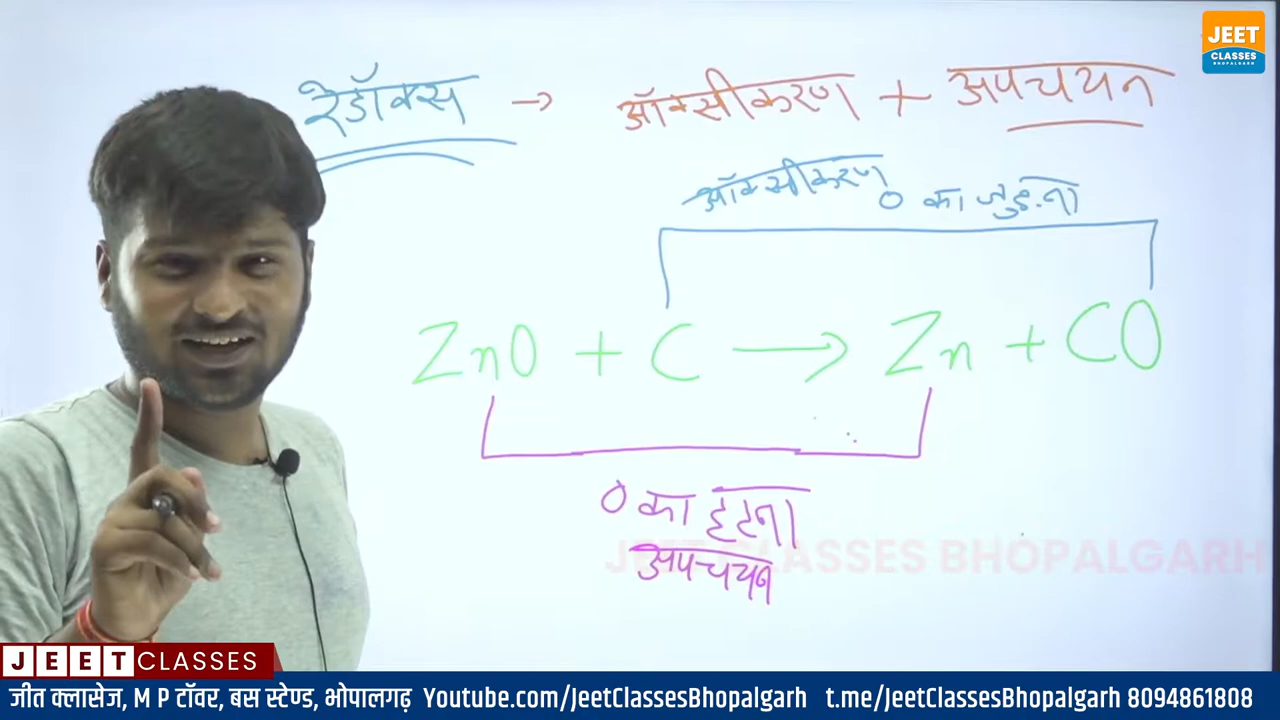 JEET
CLASSES
BHOPALGARH
रेडॉक्स → ऑक्सीकरण + अपचयन
ऑक्सीकरण
O का जुड़ना
ZnO + C → Zn + CO
O का हटना
अपचयन
JEET CLASSES BHOPALGARH
JEET CLASSES
जीत क्लासेज, M P टॉवर, बस स्टेण्ड, भोपालगढ़ Youtube.com/JeetClassesBhopalgarh t.me/JeetClassesBhopalgarh 8094861808